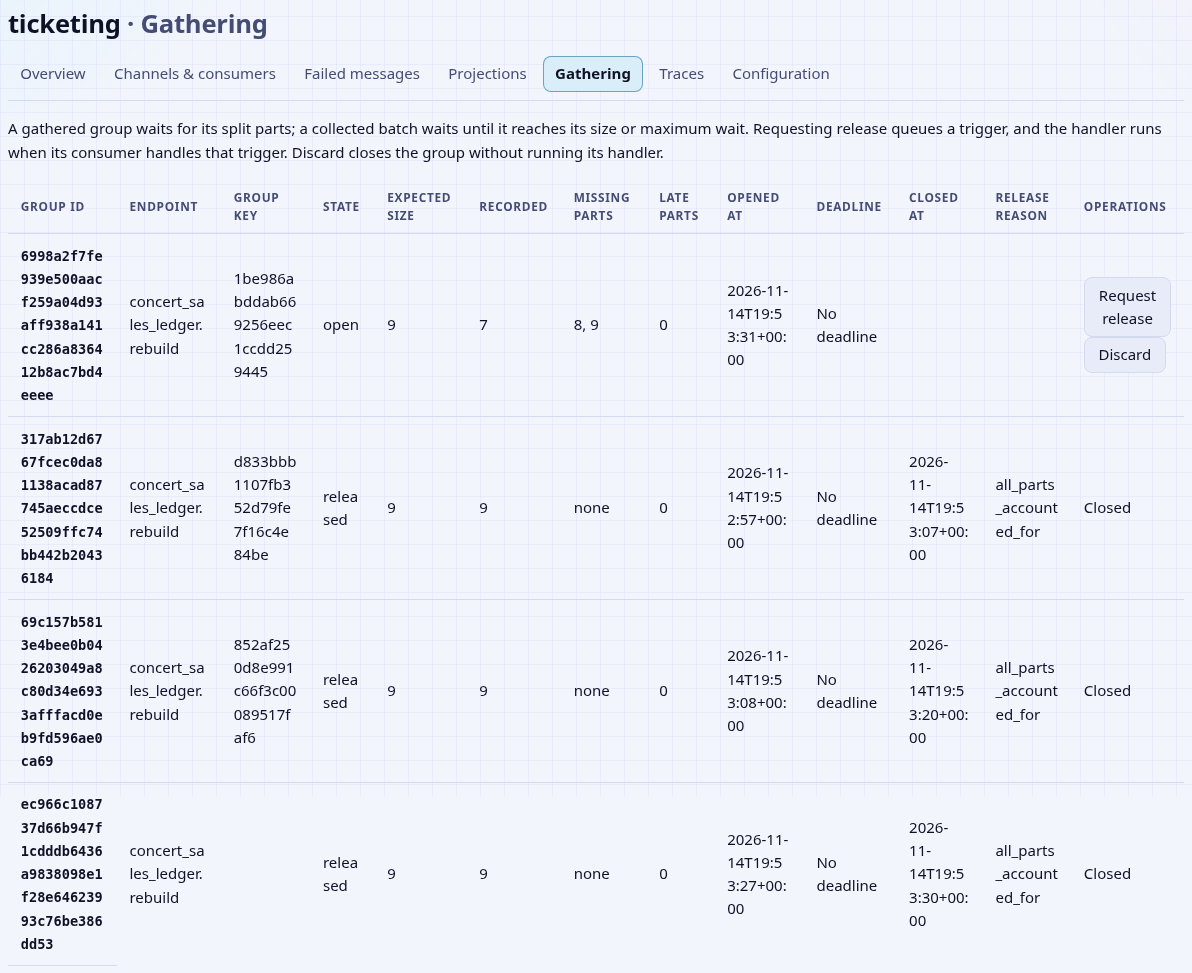 ticketing · Gathering
Overview Channels & consumers Failed messages Projections Gathering Traces Configuration
A gathered group waits for its split parts; a collected batch waits until it reaches its size or maximum wait. Requesting release queues a trigger, and the handler runs
when its consumer handles that trigger. Discard closes the group without running its handler.
GROUP ID
ENDPOINT
GROUP
KEY
STATE
EXPECTED
SIZE
RECORDED
MISSING
PARTS
LATE
PARTS
OPENED
AT
DEADLINE
CLOSED
AT
RELEASE
REASON
OPERATIONS
6998a2f7fe
939e500aac
f259a04d93
aff938a141
cc286a8364
12b8ac7bd4
eeee
concert_sa
les_ledger.
rebuild
1be986a
bddab66
9256eec
1ccdd25
9445
open
9
7
8, 9
0
2026-11-
14T19:5
3:31+00:
00
No
deadline
Request
release
Discard
317ab12d67
67fcec0da8
1138acad87
745aeccdce
52509ffc74
bb442b2043
6184
concert_sa
les_ledger.
rebuild
d833bbb
1107fb3
52d79fe
7f16c4e
84be
relea
sed
9
9
none
0
2026-11-
14T19:5
2:57+00:
00
No
deadline
2026-
11-
14T19:5
3:07+00:
00
all_parts
_account
ed_for
Closed
69c157b581
3e4bee0b04
26203049a8
c80d34e693
3afffacd0e
b9fd596ae0
ca69
concert_sa
les_ledger.
rebuild
852af25
0d8e991
c66f3c00
089517f
af6
relea
sed
9
9
none
0
2026-11-
14T19:5
3:08+00:
00
No
deadline
2026-
11-
14T19:5
3:20+00:
00
all_parts
_account
ed_for
Closed
ec966c1087
37d66b947f
1cdddb6436
a9838098e1
f28e646239
93c76be386
dd53
concert_sa
les_ledger.
rebuild
relea
sed
9
9
none
0
2026-11-
14T19:5
3:27+00:
00
No
deadline
2026-
11-
14T19:5
3:30+00:
00
all_parts
_account
ed_for
Closed